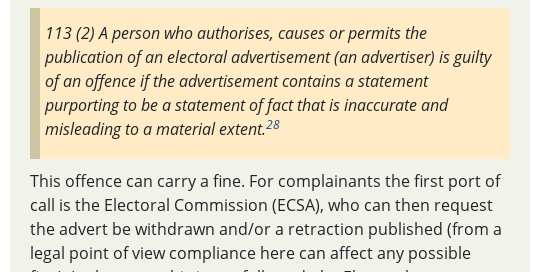 113 (2) A person who authorises, causes or permits the
publication of an electoral advertisement (an advertiser) is guilty
of an offence if the advertisement contains a statement
purporting to be a statement of fact that is inaccurate and
misleading to a material extent.28
This offence can carry a fine. For complainants the first port of
call is the Electoral Commission (ECSA), who can then request
the advert be withdrawn and/or a retraction published (from a
legal point of view compliance here can affect any possible